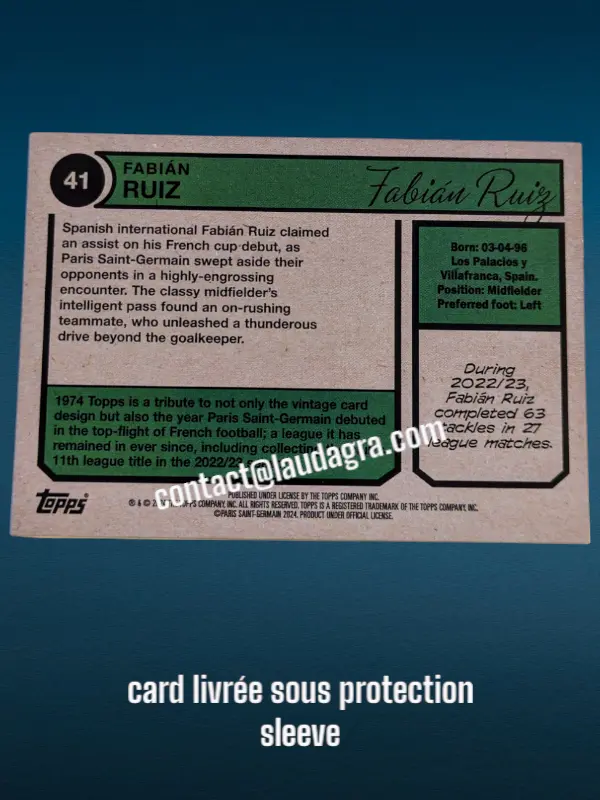 41
FABIÁN
RUIZ
Fabián Ruiz
Spanish international Fabián Ruiz claimed
an assist on his French cup debut, as
Paris Saint-Germain swept aside their
opponents in a highly-engrossing
encounter. The classy midfielder's
intelligent pass found an on-rushing
teammate, who unleashed a thunderous
drive beyond the goalkeeper.
Born: 03-04-96
Los Palacios y
Villafranca, Spain.
Position: Midfielder
Preferred foot: Left
During
2022/23,
Fabián Ruiz
completed 63
tackles in 27
league matches.
1974 Topps is a tribute to not only the vintage card
design but also the year Paris Saint-Germain debuted
in the top-flight of French football; a league it has
remained in ever since, including
11th league title in the 2022/23
contact@laudagra.com
Topps
PUBLISHED UNDER LICENSE BY THE TOPPS COMPANY, INC.
® & © TOPPS COMPANY, INC. ALL RIGHTS RESERVED. TOPPS IS A REGISTERED TRADEMARK OF THE TOPPS COMPANY, INC.
©PARIS SAINT-GERMAIN 2024. PRODUCT UNDER OFFICIAL LICENSE.
card livrée sous protection
sleeve